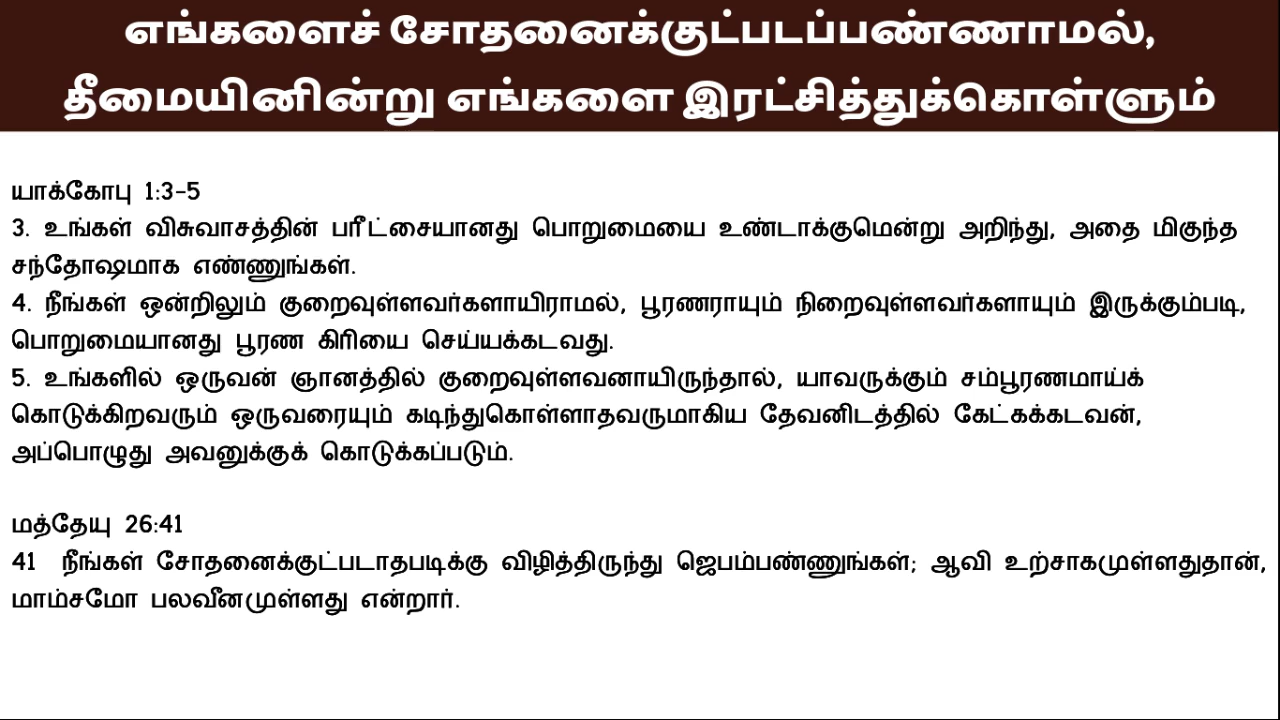 எங்களைச் சோதனைக்குட்படப்பண்ணாமல்,
தீமையினின்று எங்களை இரட்சித்துக்கொள்ளும்
யாக்கோபு 1:3-5
3. உங்கள் விசுவாசத்தின் பரீட்சையானது பொறுமையை உண்டாக்குமென்று அறிந்து, அதை மிகுந்த
சந்தோஷமாக எண்ணுங்கள்.
4. நீங்கள் ஒன்றிலும் குறைவுள்ளவர்களாயிராமல், பூரணராயும் நிறைவுள்ளவர்களாயும் இருக்கும்படி,
பொறுமையானது பூரண கிரியை செய்யக்கடவது.
5. உங்களில் ஒருவன் ஞானத்தில் குறைவுள்ளவனாயிருந்தால், யாவருக்கும் சம்பூரணமாய்க்
கொடுக்கிறவரும் ஒருவரையும் கடிந்துகொள்ளாதவருமாகிய தேவனிடத்தில் கேட்கக்கடவன்,
அப்பொழுது அவனுக்குக் கொடுக்கப்படும்.
மத்தேயு 26:41
41 நீங்கள் சோதனைக்குட்படாதபடிக்கு விழித்திருந்து ஜெபம்பண்ணுங்கள்; ஆவி உற்சாகமுள்ளதுதான்,
மாம்சமோ பலவீனமுள்ளது என்றார்.